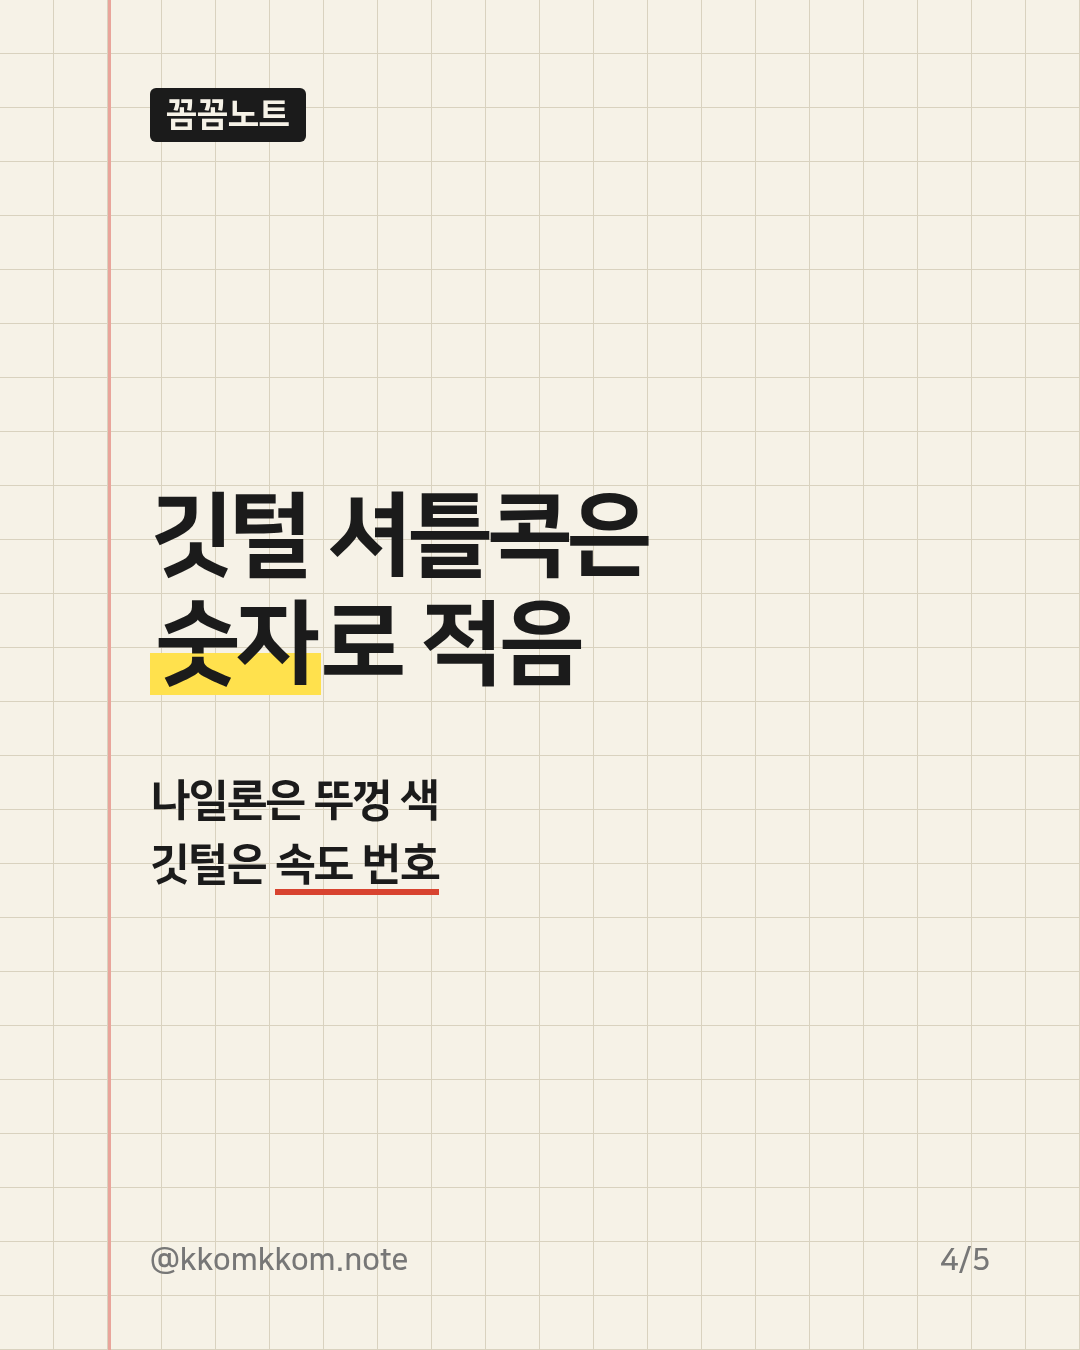 꼼꼼노트
깃털 셔틀콕은
숫자로 적음
나일론은 뚜껑 색
깃털은 속도 번호
@kkomkkom.note
4/5